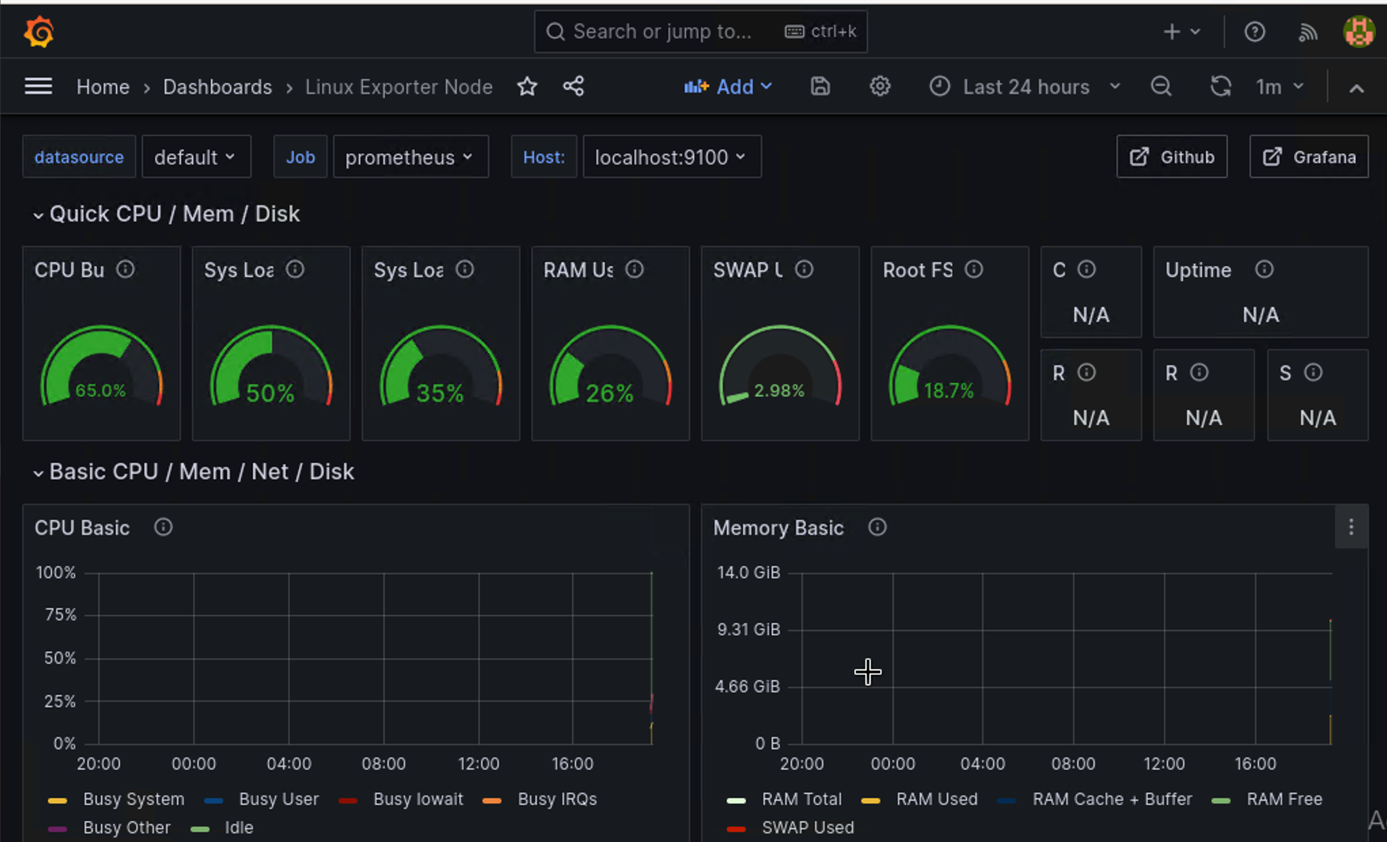 Search or jump to... ctrl+k
Home › Dashboards › Linux Exporter Node Add Last 24 hours 1m
datasource default Job prometheus Host: localhost:9100 Github Grafana
Quick CPU / Mem / Disk
CPU Bu Sys Loa Sys Loa RAM Us SWAP U Root FS C Uptime
N/A N/A
R R S
65.0% 50% 35% 26% 2.98% 18.7%
N/A N/A N/A
Basic CPU / Mem / Net / Disk
CPU Basic
100%
75%
50%
25%
0%
20:00 00:00 04:00 08:00 12:00 16:00
Busy System Busy User Busy Iowait Busy IRQs
Busy Other Idle
Memory Basic
14.0 GiB
9.31 GiB
4.66 GiB
0 B
20:00 00:00 04:00 08:00 12:00 16:00
RAM Total RAM Used RAM Cache + Buffer RAM Free
SWAP Used